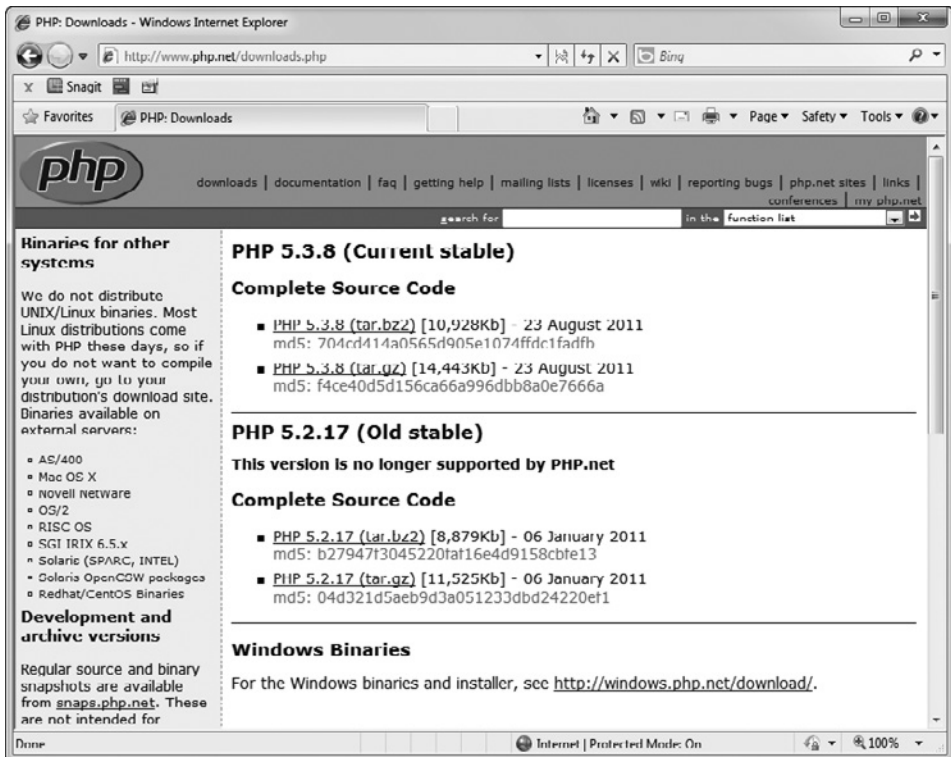 PHP: Downloads - Windows Internet Explorer
http://www.php.net/downloads.php
Bing
x Snagit
Favorites
PHP: Downloads
Page Safety Tools
php
downloads | documentation | faq | getting help | mailing lists | licenses | wiki | reporting bugs | php.net sites | links |
conferences | my php.net
search for
in the function list
Binaries for other
systems
We do not distribute
UNIX/Linux binaries. Most
Linux distributions come
with PHP these days, so if
you do not want to compile
your own, go to your
distribution's download site.
Binaries available on
external servers:
AS/400
Mac OS X
Novell Netware
OS/2
RISC OS
SGI IRIX 6.5.x
Solaris (SPARC, INTEL)
Solaris OpenCSW packages
Redhat/CentOS Binaries
Development and
archive versions
Regular source and binary
snapshots are available
from snaps.php.net. These
are not intended for
PHP 5.3.8 (Current stable)
Complete Source Code
PHP 5.3.8 (tar.bz2) [10,928Kb] - 23 August 2011
md5: 704cd414a0565d905e1074ffdc1fadfb
PHP 5.3.8 (tar.gz) [14,443Kb] - 23 August 2011
md5: f4ce40d5d156ca66a996dbb8a0e7666a
PHP 5.2.17 (Old stable)
This version is no longer supported by PHP.net
Complete Source Code
PHP 5.2.17 (tar.bz2) [8,879Kb] - 06 January 2011
md5: b27947f3045220faf16e4d9158cbfe13
PHP 5.2.17 (tar.gz) [11,525Kb] - 06 January 2011
md5: 04d321d5aeb9d3a051233dbd24220ef1
Windows Binaries
For the Windows binaries and installer, see http://windows.php.net/download/.
Done
Internet | Protected Mode: On
100%